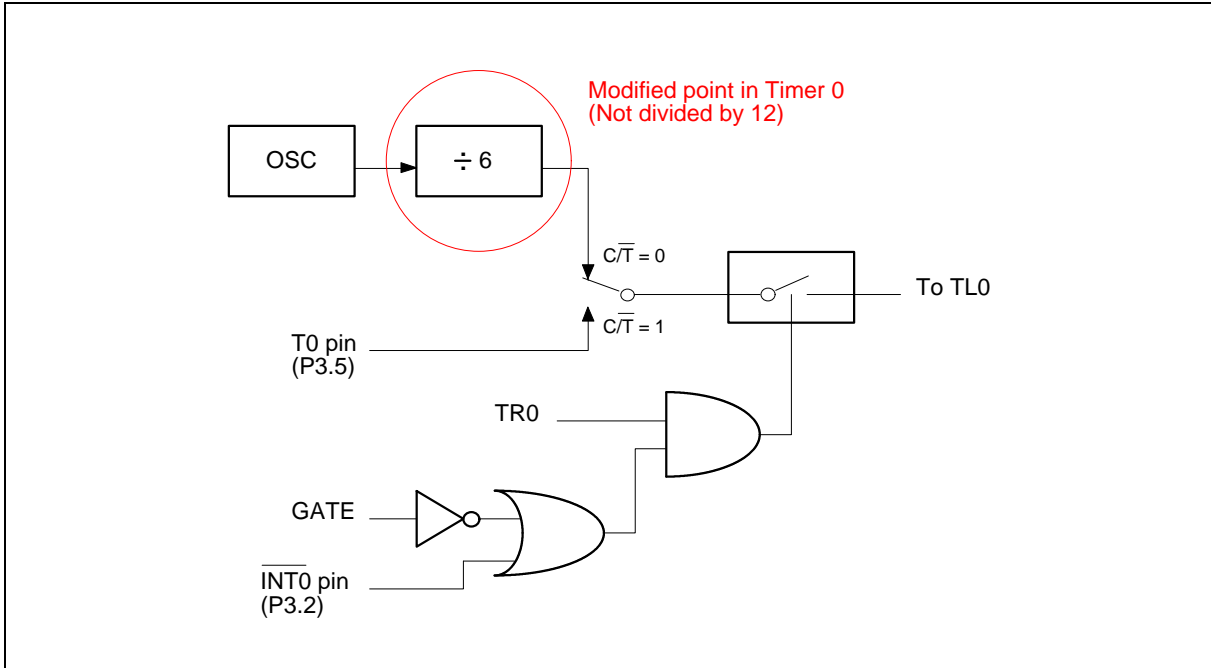 Modified point in Timer 0
(Not divided by 12)
OSC
÷ 6
C/T̅ = 0
To TL0
C/T̅ = 1
T0 pin
(P3.5)
TR0
GATE
I̅N̅T̅0̅ pin
(P3.2)